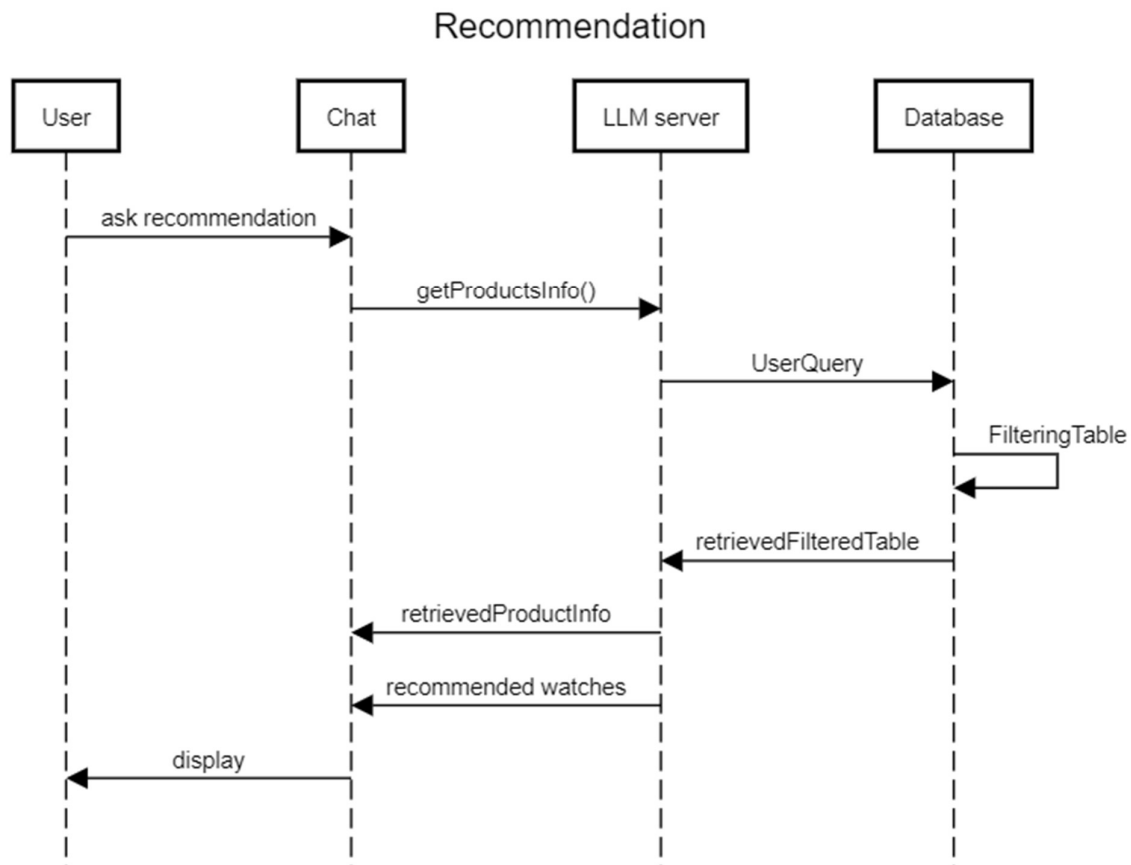 Recommendation
User
Chat
LLM server
Database
ask recommendation
getProductsInfo()
UserQuery
FilteringTable
retrievedFilteredTable
retrievedProductInfo
recommended watches
display